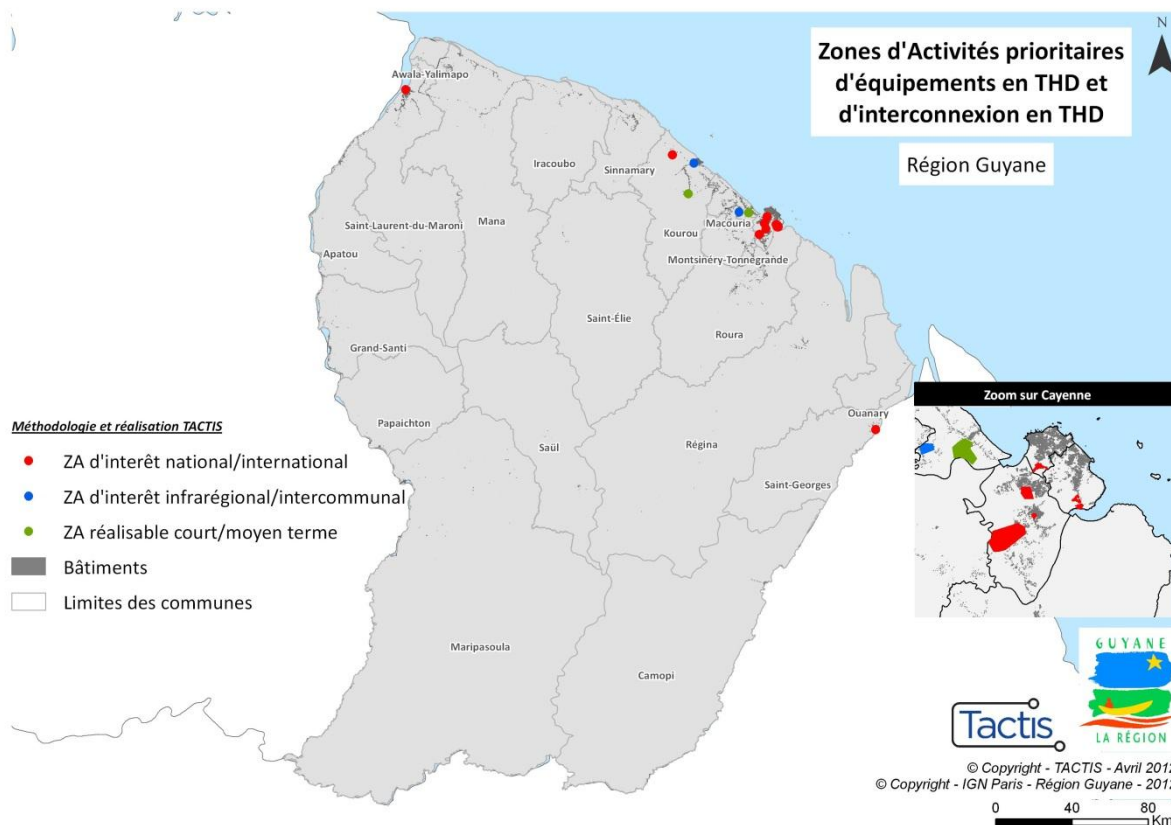 Zones d'Activités prioritaires
d'équipements en THD et
d'interconnexion en THD
Région Guyane
N
Awala-Yalimapo
Iracoubo
Sinnamary
Saint-Laurent-du-Maroni
Mana
Macouria
Kourou
Apatou
Montsinéry-Tonnégrande
Saint-Élie
Roura
Grand-Santi
Papaichton
Saül
Régina
Ouanary
Saint-Georges
Maripasoula
Camopi
Zoom sur Cayenne
Méthodologie et réalisation TACTIS
ZA d'interêt national/international
ZA d'interêt infrarégional/intercommunal
ZA réalisable court/moyen terme
Bâtiments
Limites des communes
GUYANE
LA RÉGION
Tactis
© Copyright - TACTIS - Avril 2012
© Copyright - IGN Paris - Région Guyane - 2012
0 40 80
Km